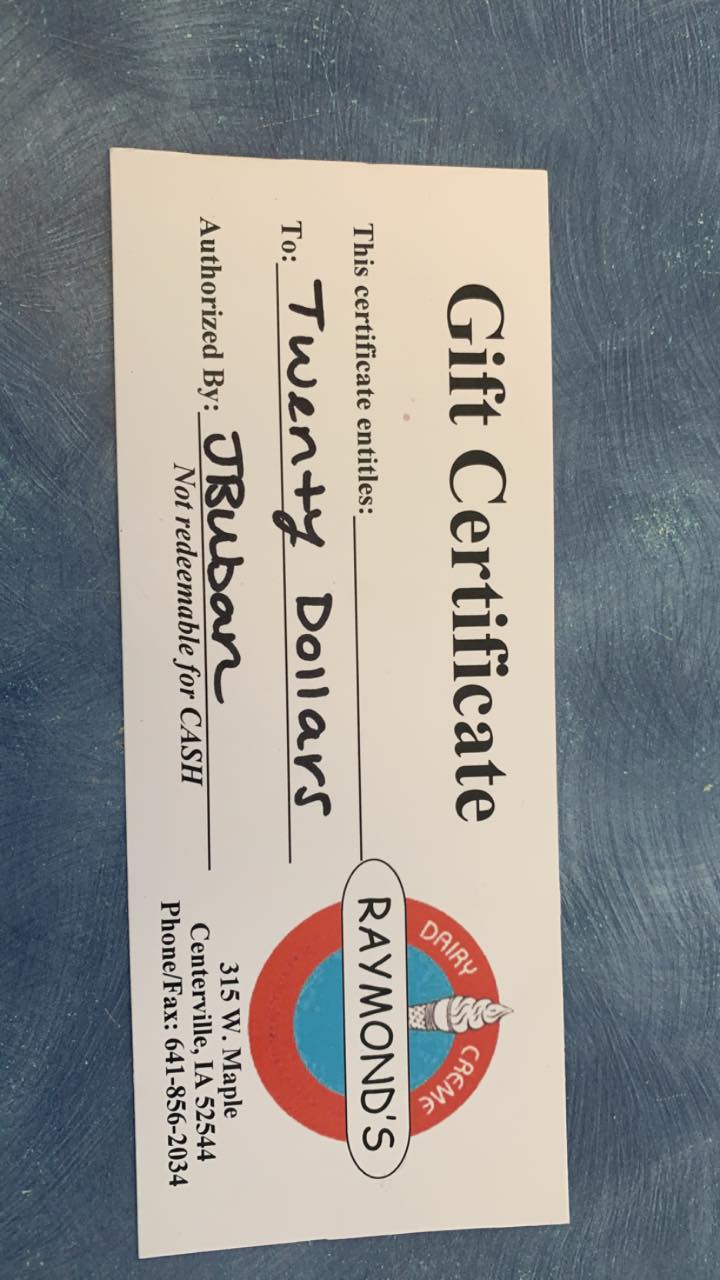 Gift Certificate
This certificate entitles:
To: Twenty Dollars
Authorized By: JRuban
Not redeemable for CASH
DAIRY CREME
RAYMOND'S
315 W. Maple
Centerville, IA 52544
Phone/Fax: 641-856-2034